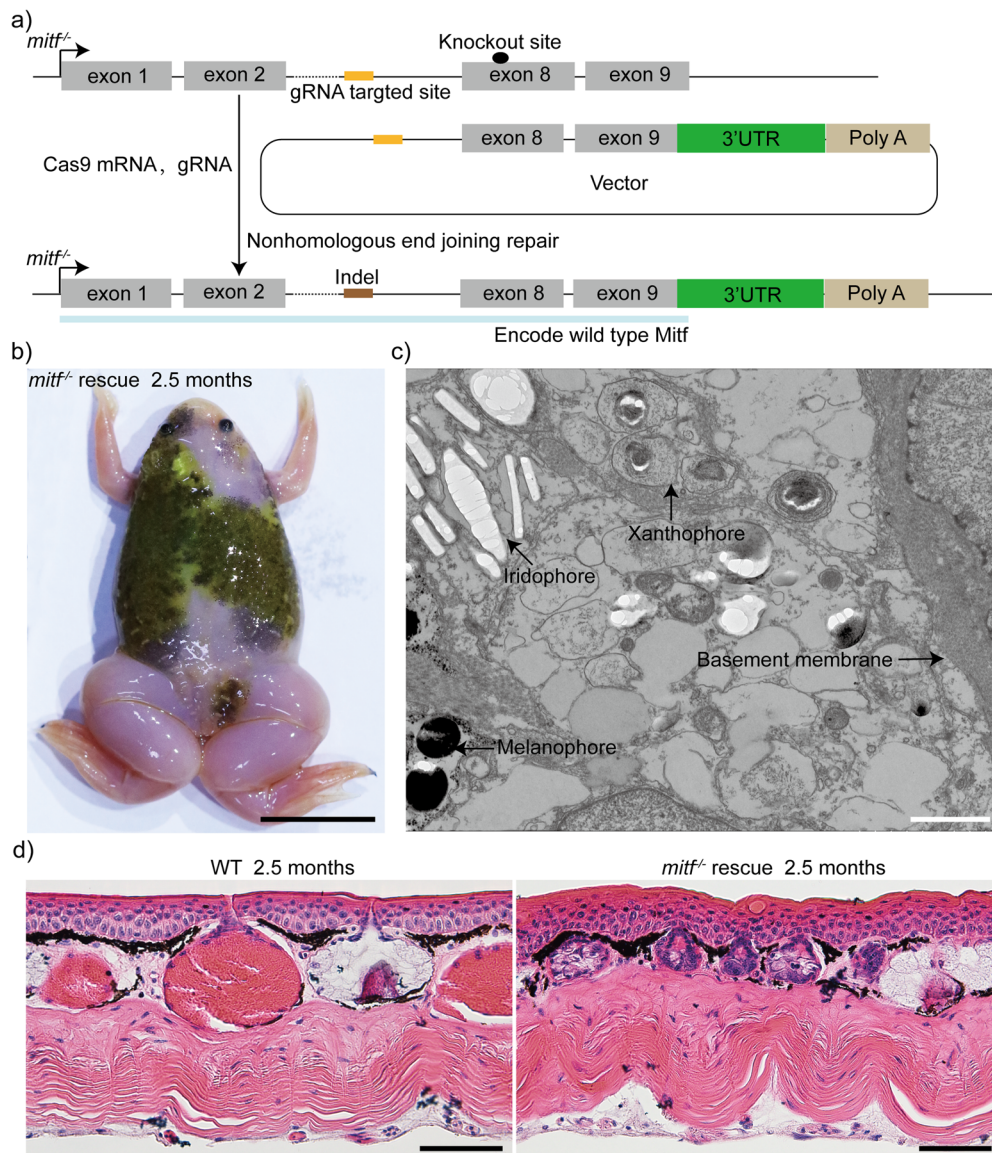 a)
mitf-/-
Knockout site
exon 1
exon 2
exon 8
exon 9
gRNA targted site
exon 8
exon 9
3'UTR
Poly A
Cas9 mRNA，gRNA
Vector
Nonhomologous end joining repair
mitf-/-
Indel
exon 1
exon 2
exon 8
exon 9
3'UTR
Poly A
Encode wild type Mitf
b)
mitf-/- rescue 2.5 months
c)
Xanthophore
Iridophore
Basement membrane
Melanophore
d)
WT 2.5 months
mitf-/- rescue 2.5 months